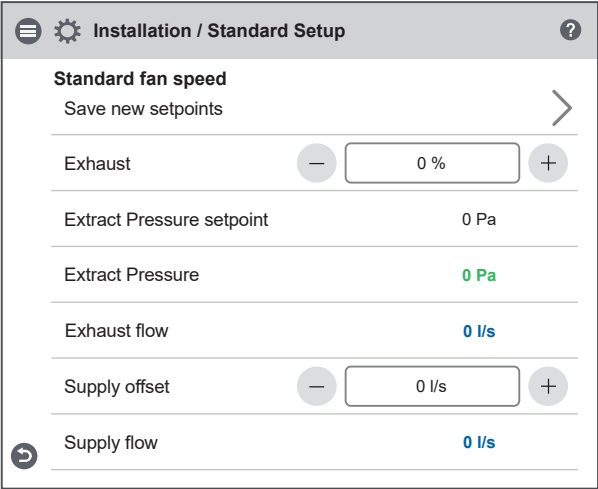 Installation / Standard Setup ?
Standard fan speed
Save new setpoints
Exhaust − 0 % +
Extract Pressure setpoint 0 Pa
Extract Pressure 0 Pa
Exhaust flow 0 l/s
Supply offset − 0 l/s +
Supply flow 0 l/s